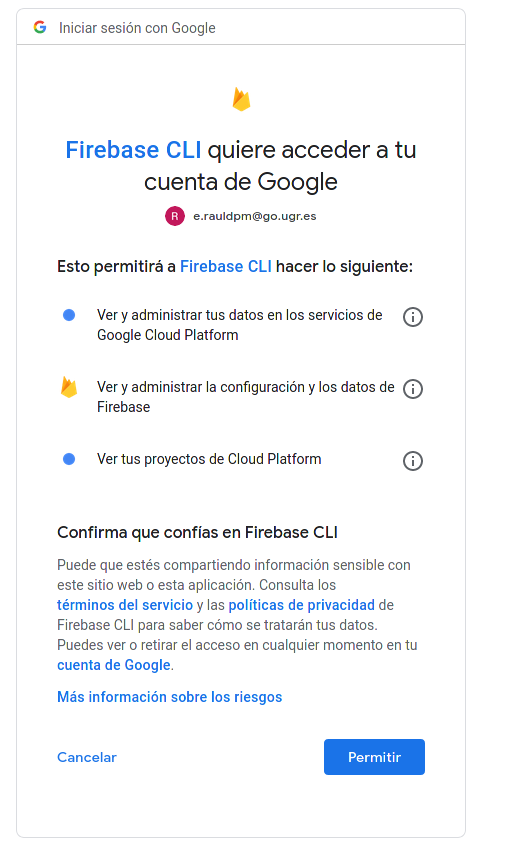 Iniciar sesión con Google
Firebase CLI quiere acceder a tu
cuenta de Google
R e.rauldpm@go.ugr.es
Esto permitirá a Firebase CLI hacer lo siguiente:
Ver y administrar tus datos en los servicios de
Google Cloud Platform
Ver y administrar la configuración y los datos de
Firebase
Ver tus proyectos de Cloud Platform
Confirma que confías en Firebase CLI
Puede que estés compartiendo información sensible con
este sitio web o esta aplicación. Consulta los
términos del servicio y las políticas de privacidad de
Firebase CLI para saber cómo se tratarán tus datos.
Puedes ver o retirar el acceso en cualquier momento en tu
cuenta de Google.
Más información sobre los riesgos
Cancelar
Permitir